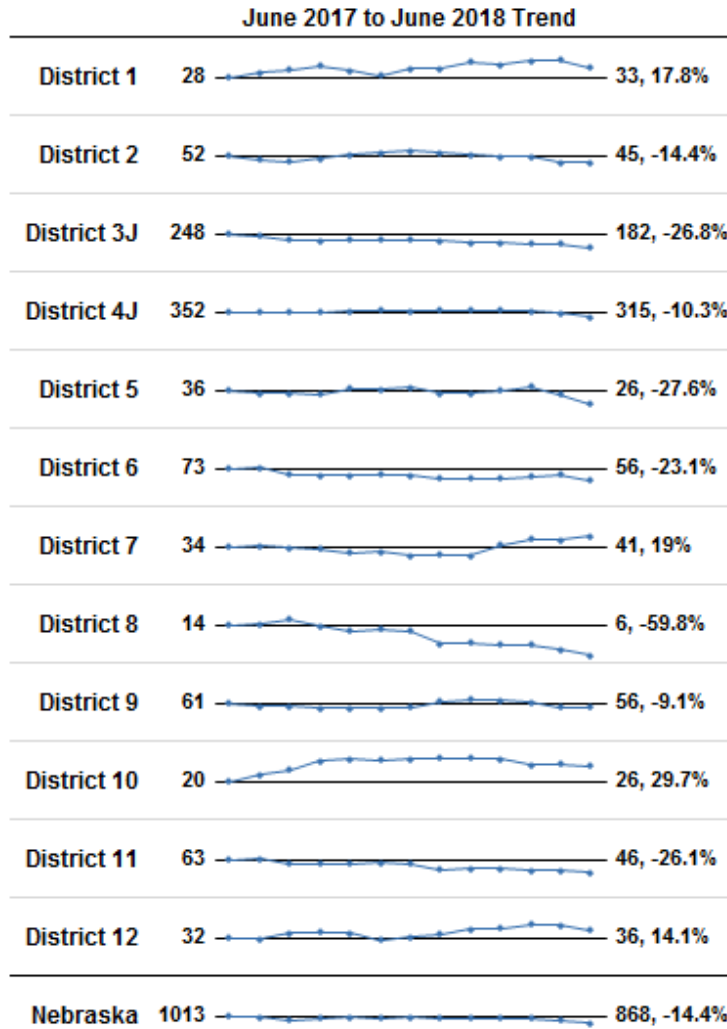 June 2017 to June 2018 Trend
District 1 28 33, 17.8%
District 2 52 45, -14.4%
District 3J 248 182, -26.8%
District 4J 352 315, -10.3%
District 5 36 26, -27.6%
District 6 73 56, -23.1%
District 7 34 41, 19%
District 8 14 6, -59.8%
District 9 61 56, -9.1%
District 10 20 26, 29.7%
District 11 63 46, -26.1%
District 12 32 36, 14.1%
Nebraska 1013 868, -14.4%